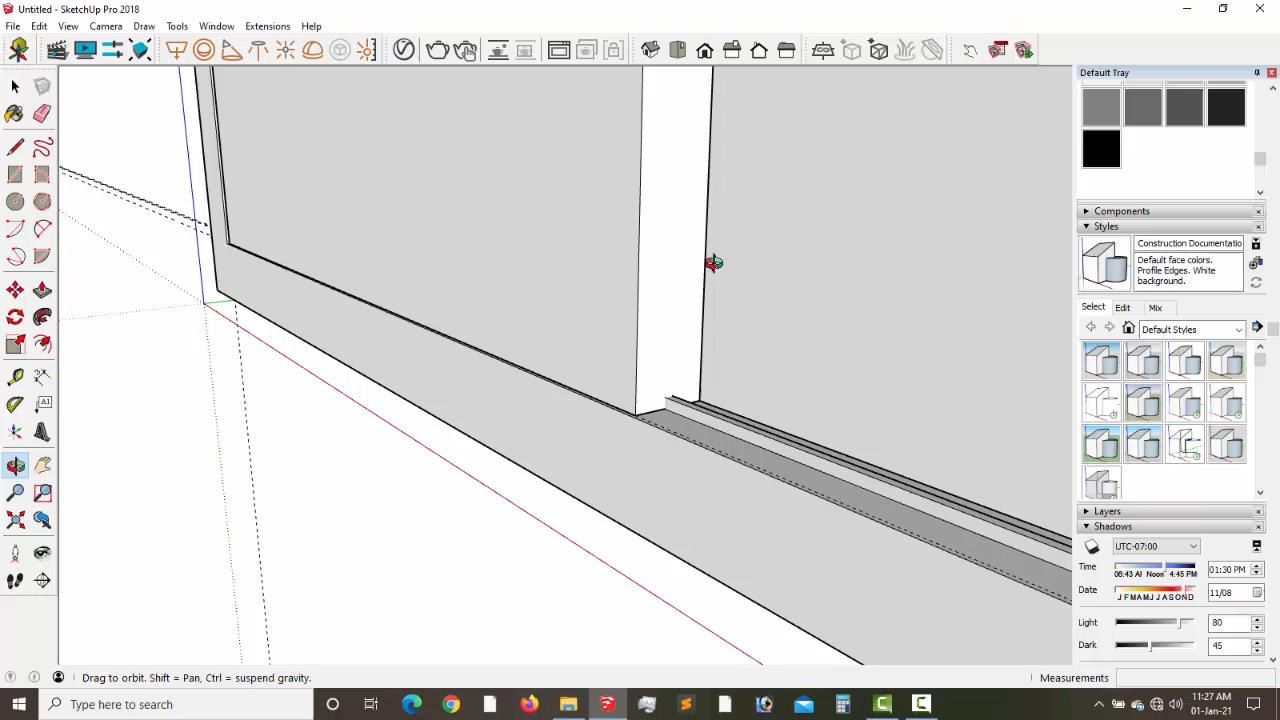 Untitled - SketchUp Pro 2018
File Edit View Camera Draw Tools Window Extensions Help
Default Tray
Components
Styles
Construction Documentatio
Default face colors.
Profile Edges. White
background.
Select Edit Mix
Default Styles
Layers
Shadows
UTC-07:00
Time
06:43 AI Noon 4:45 PM
01:30 PM
Date
J F M A M J J A S O N D
11/08
Light
80
Dark
45
A1
Drag to orbit. Shift = Pan, Ctrl = suspend gravity.
Measurements
Type here to search
11:27 AM
01-Jan-21